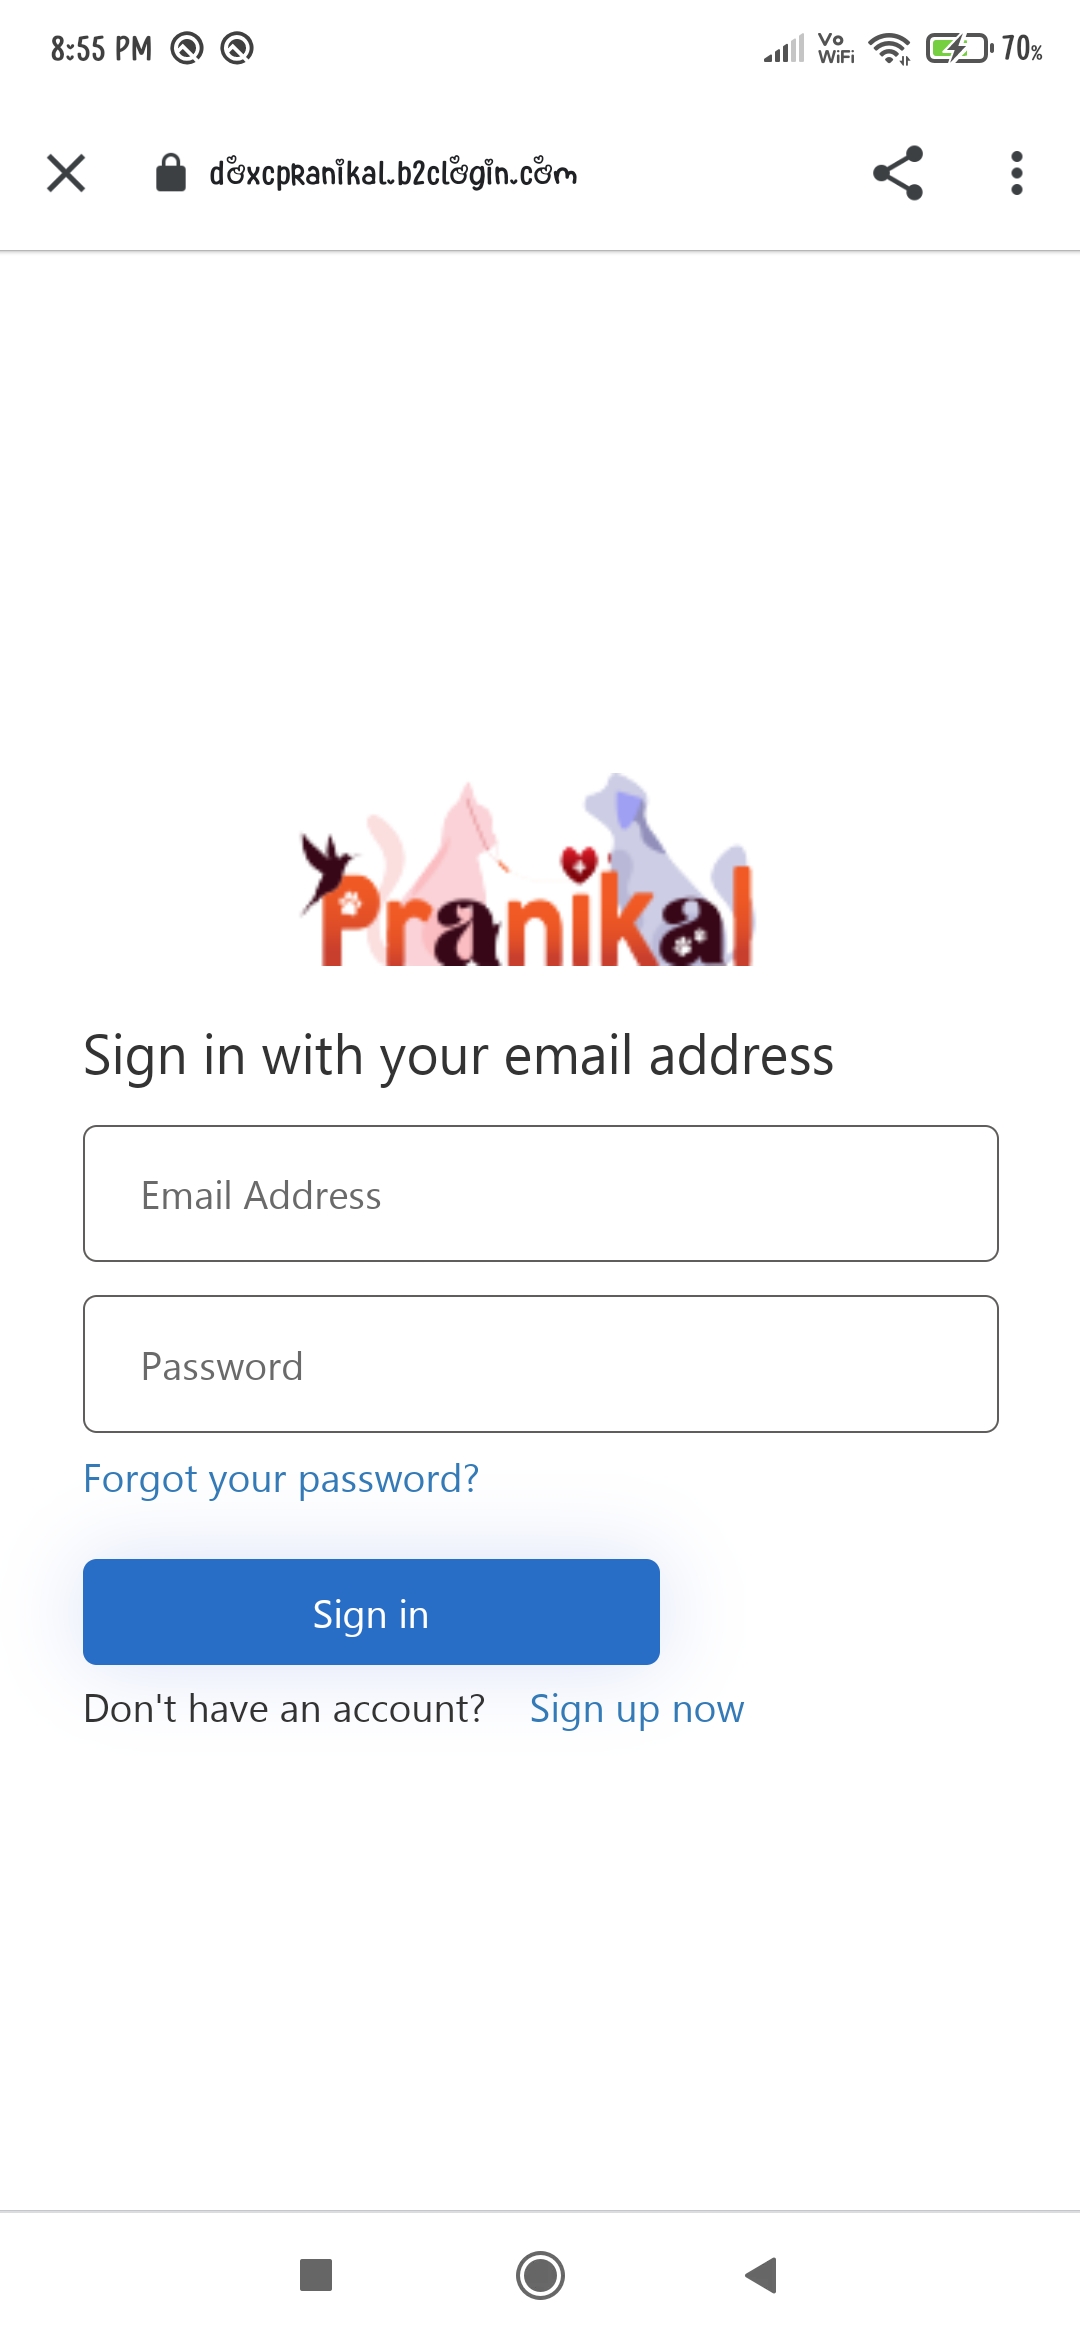 8:55 PM
Vo WiFi
70%
doxcpranikal.b2clogin.com
Pranikal
Sign in with your email address
Email Address
Password
Forgot your password?
Sign in
Don't have an account? Sign up now